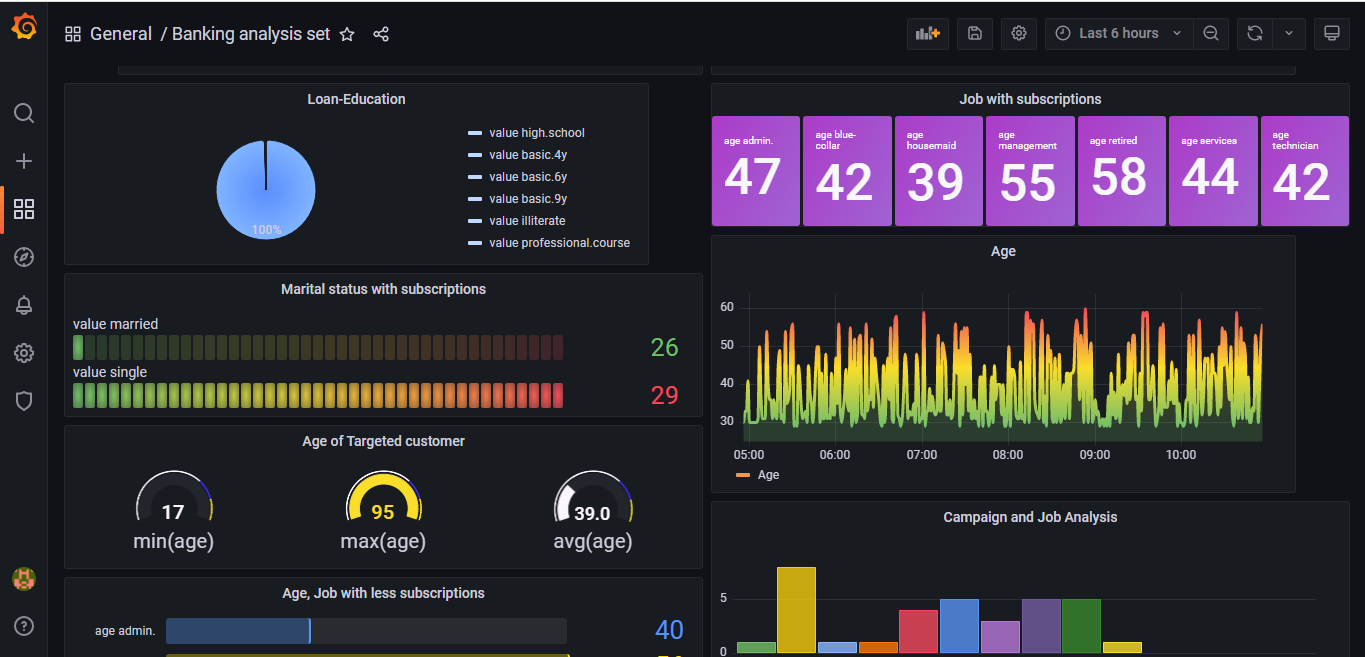 General / Banking analysis set
Last 6 hours
Loan-Education
100%
value high.school
value basic.4y
value basic.6y
value basic.9y
value illiterate
value professional.course
Job with subscriptions
age admin.
47
age blue-
collar
42
age
housemaid
39
age
management
55
age retired
58
age services
44
age
technician
42
Marital status with subscriptions
value married
26
value single
29
Age
60
50
40
30
05:00 06:00 07:00 08:00 09:00 10:00
Age
Age of Targeted customer
17
min(age)
95
max(age)
39.0
avg(age)
Campaign and Job Analysis
5
0
Age, Job with less subscriptions
age admin.
40